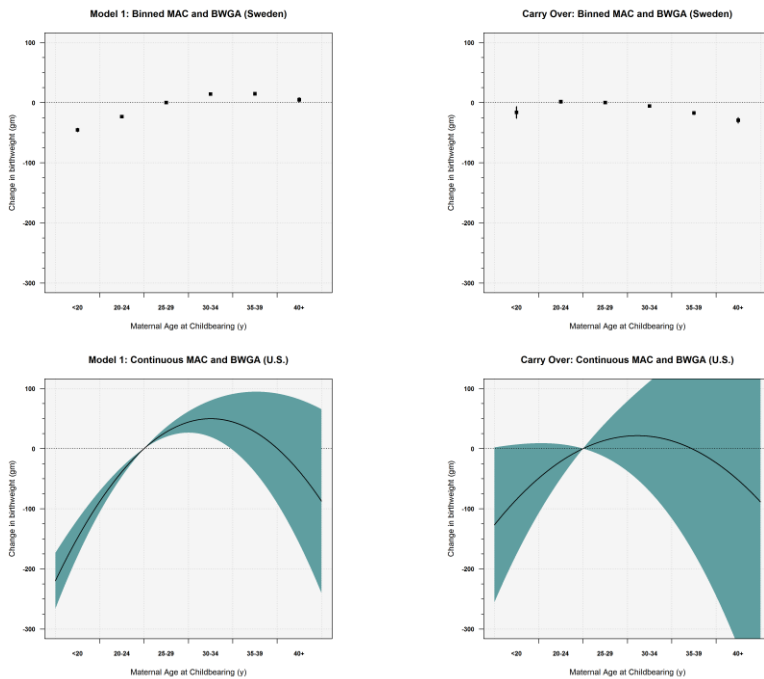 Model 1: Binned MAC and BWGA (Sweden)
100
0
-100
-200
-300
Change in birthweight (gm)
<20 20-24 25-29 30-34 35-39 40+
Maternal Age at Childbearing (y)
Carry Over: Binned MAC and BWGA (Sweden)
100
0
-100
-200
-300
Change in birthweight (gm)
<20 20-24 25-29 30-34 35-39 40+
Maternal Age at Childbearing (y)
Model 1: Continuous MAC and BWGA (U.S.)
100
0
-100
-200
-300
Change in birthweight (gm)
<20 20-24 25-29 30-34 35-39 40+
Maternal Age at Childbearing (y)
Carry Over: Continuous MAC and BWGA (U.S.)
100
0
-100
-200
-300
Change in birthweight (gm)
<20 20-24 25-29 30-34 35-39 40+
Maternal Age at Childbearing (y)